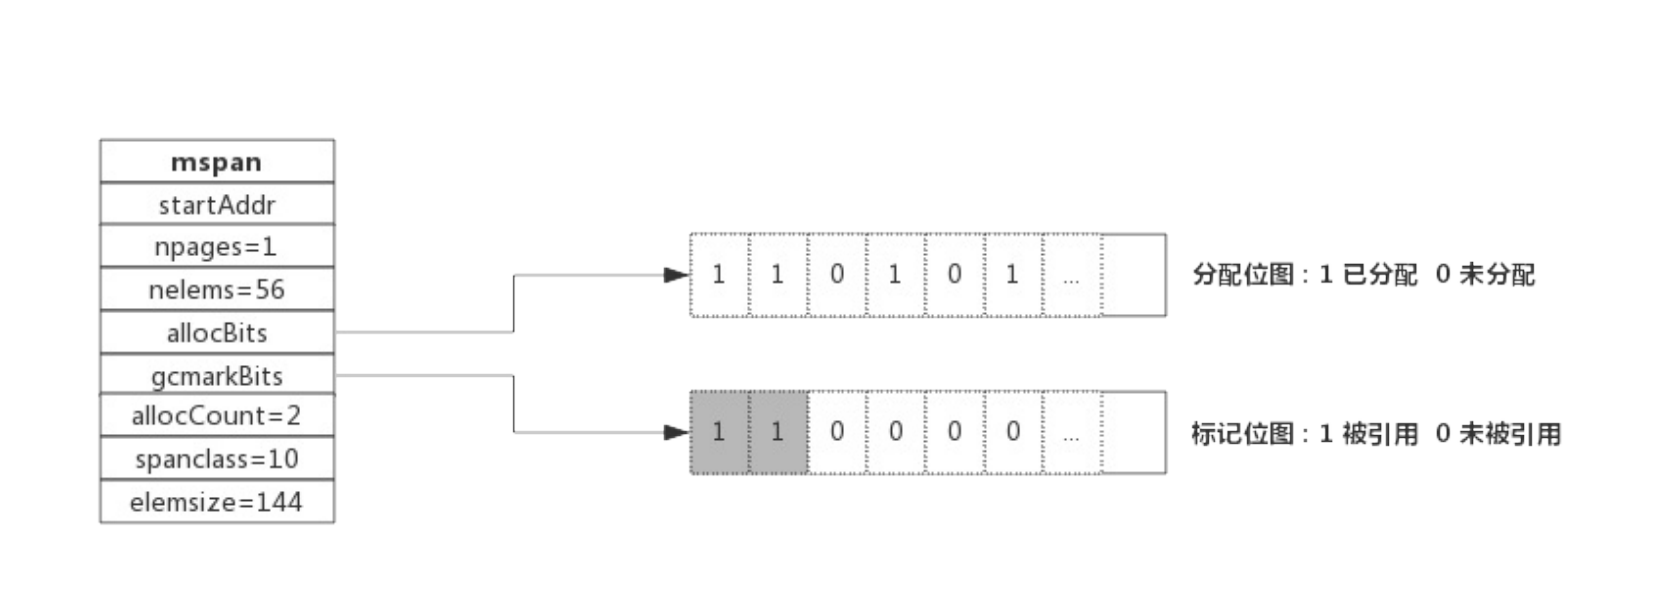 mspan
startAddr
npages=1
nelems=56
allocBits
gcmarkBits
allocCount=2
spanclass=10
elemsize=144
1 1 0 1 0 1 ...
分配位图：1 已分配 0 未分配
1 1 0 0 0 0 ...
标记位图：1 被引用 0 未被引用